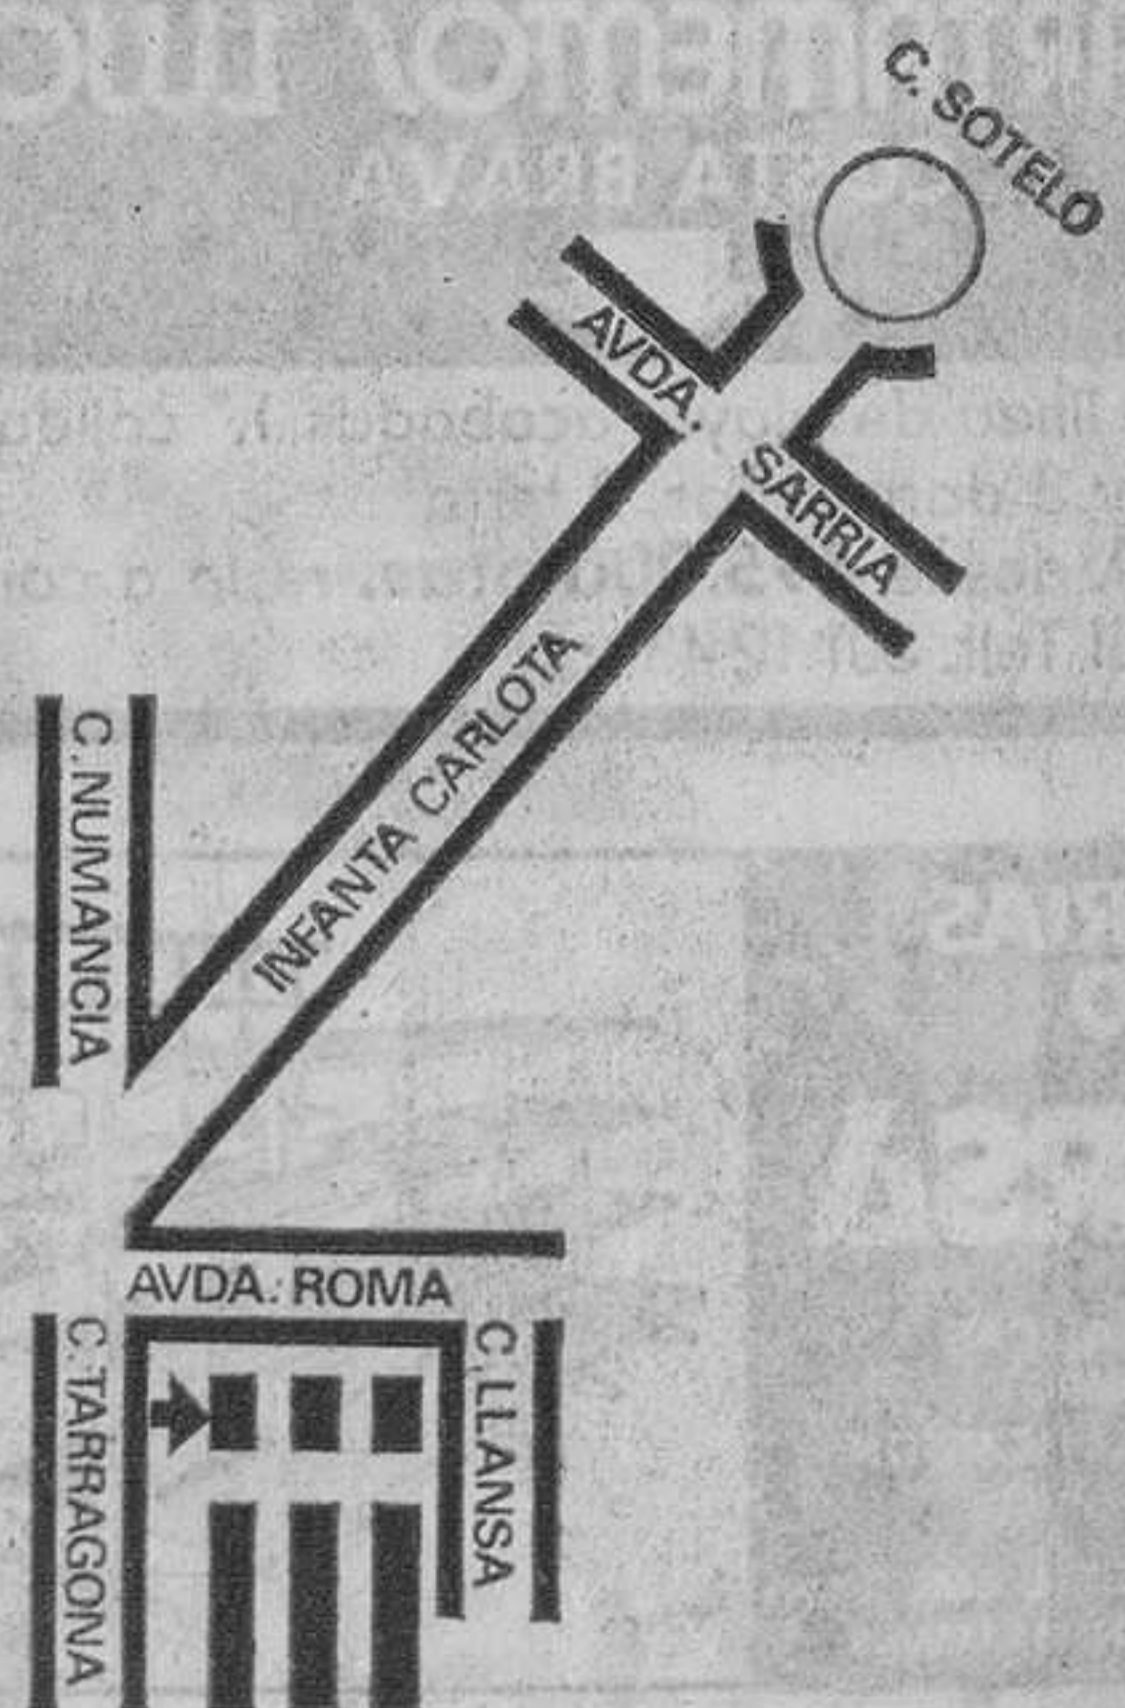 C. SOTELO
AVDA. SARRIA
INFANTA CARLOTA
C. NUMANCIA
AVDA. ROMA
C. TARRAGONA
C. LLANSA